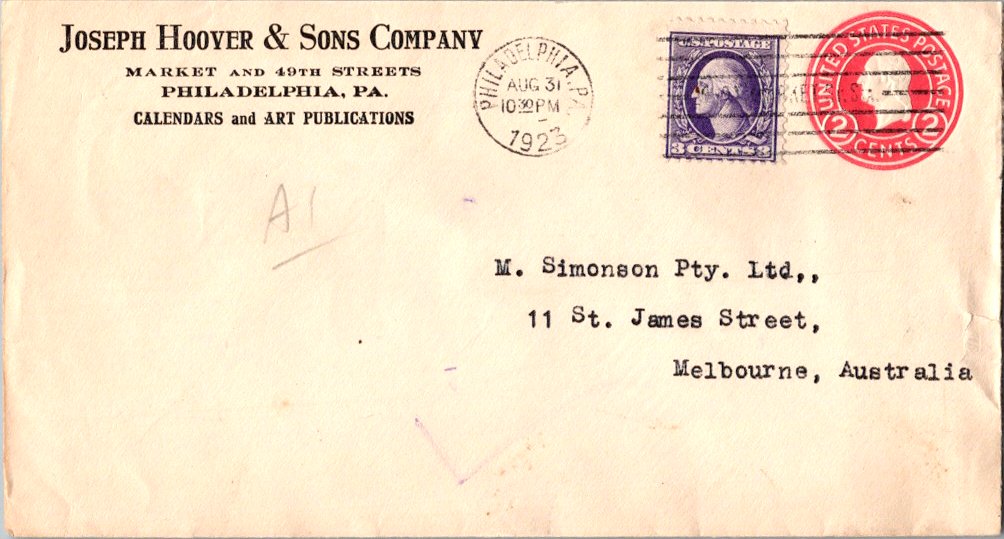 JOSEPH HOOVER & SONS COMPANY
MARKET AND 49TH STREETS
PHILADELPHIA, PA.
CALENDARS and ART PUBLICATIONS
PHILADELPHIA, PA.
AUG 31
10 30 PM
1923
U.S. POSTAGE
3 CENTS 3
UNITED STATES POSTAGE
2 CENTS 2
A1
M. Simonson Pty. Ltd,,
11 St. James Street,
Melbourne, Australia